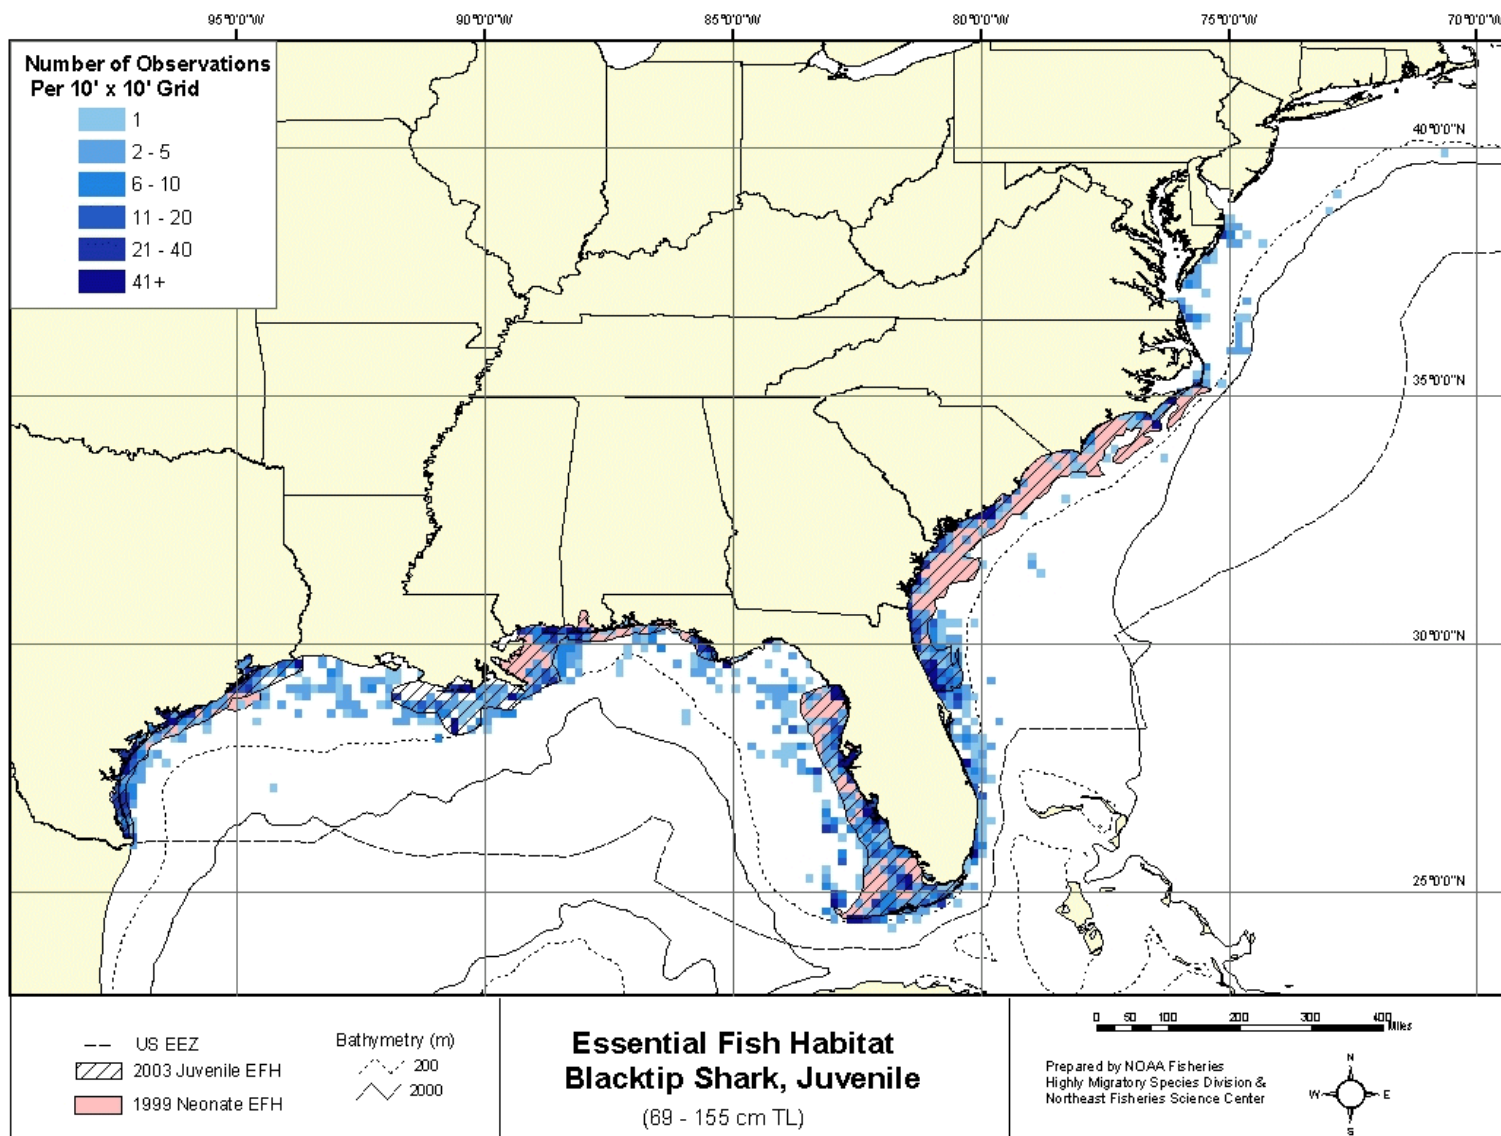 95°0'0"W 90°0'0"W 85°0'0"W 80°0'0"W 75°0'0"W 70°0'0"W
Number of Observations
Per 10' x 10' Grid
1
2 - 5
6 - 10
11 - 20
21 - 40
41+
40°0'0"N
35°0'0"N
30°0'0"N
25°0'0"N
US EEZ
2003 Juvenile EFH
1999 Neonate EFH
Bathymetry (m)
200
2000
Essential Fish Habitat
Blacktip Shark, Juvenile
(69 - 155 cm TL)
0 50 100 200 300 400 Miles
Prepared by NOAA Fisheries
Highly Migratory Species Division &
Northeast Fisheries Science Center
N
W E
S